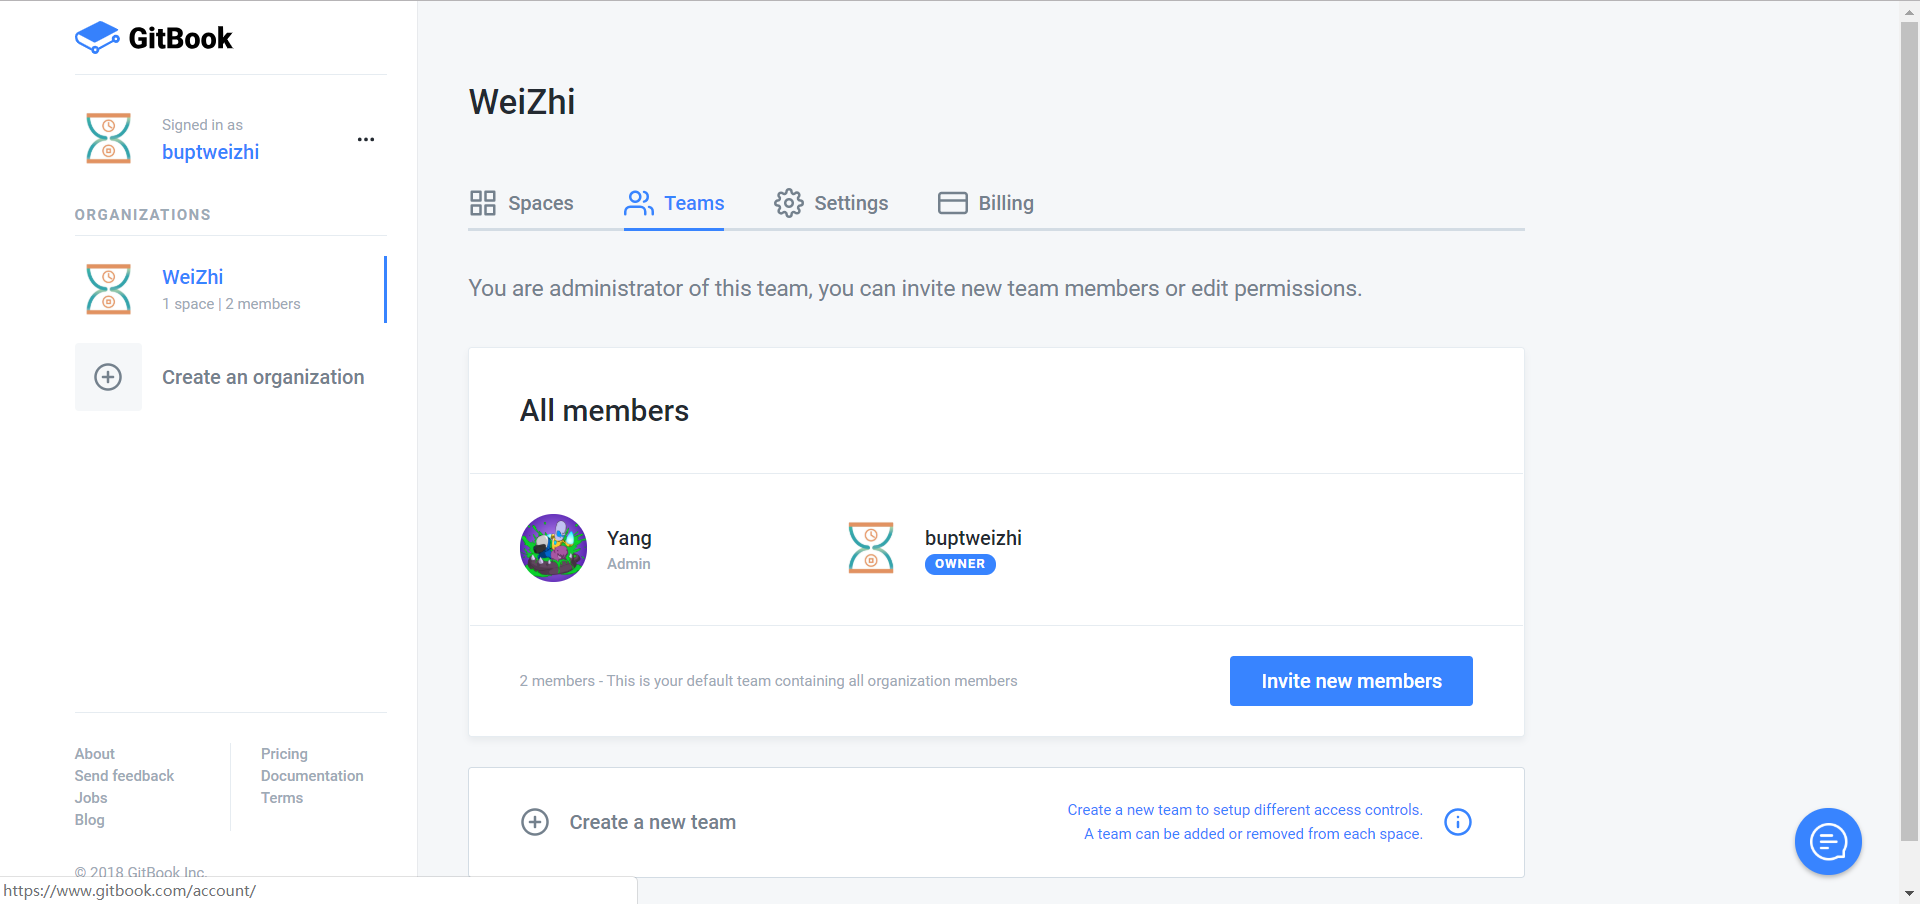 GitBook
Signed in as
buptweizhi
ORGANIZATIONS
WeiZhi
1 space | 2 members
Create an organization
About
Send feedback
Jobs
Blog
Pricing
Documentation
Terms
© 2018 GitBook Inc.
https://www.gitbook.com/account/
WeiZhi
Spaces
Teams
Settings
Billing
You are administrator of this team, you can invite new team members or edit permissions.
All members
Yang
Admin
buptweizhi
OWNER
2 members - This is your default team containing all organization members
Invite new members
Create a new team
Create a new team to setup different access controls.
A team can be added or removed from each space.